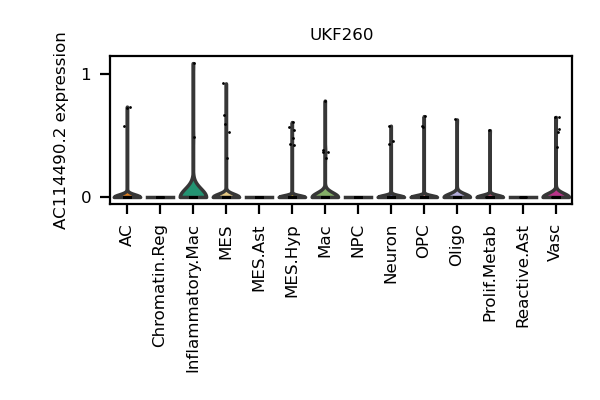 UKF260
AC114490.2 expression
1
0
AC
Chromatin.Reg
Inflammatory.Mac
MES
MES.Ast
MES.Hyp
Mac
NPC
Neuron
OPC
Oligo
Prolif.Metab
Reactive.Ast
Vasc